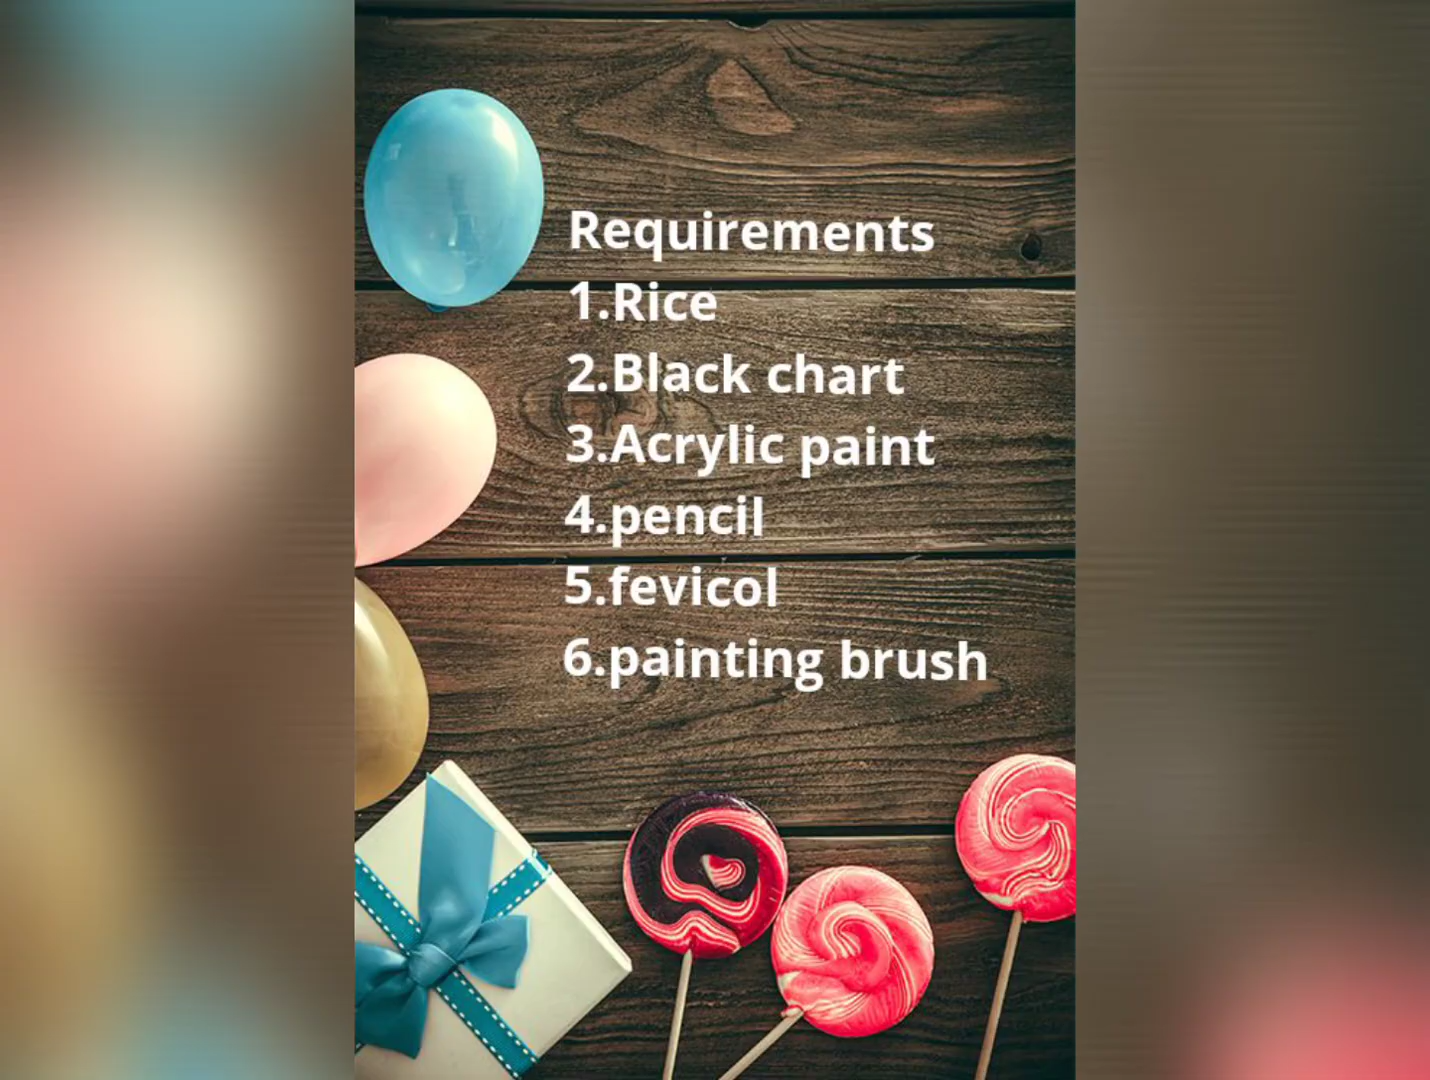 Requirements
1.Rice
2.Black chart
3.Acrylic paint
4.pencil
5.fevicol
6.painting brush